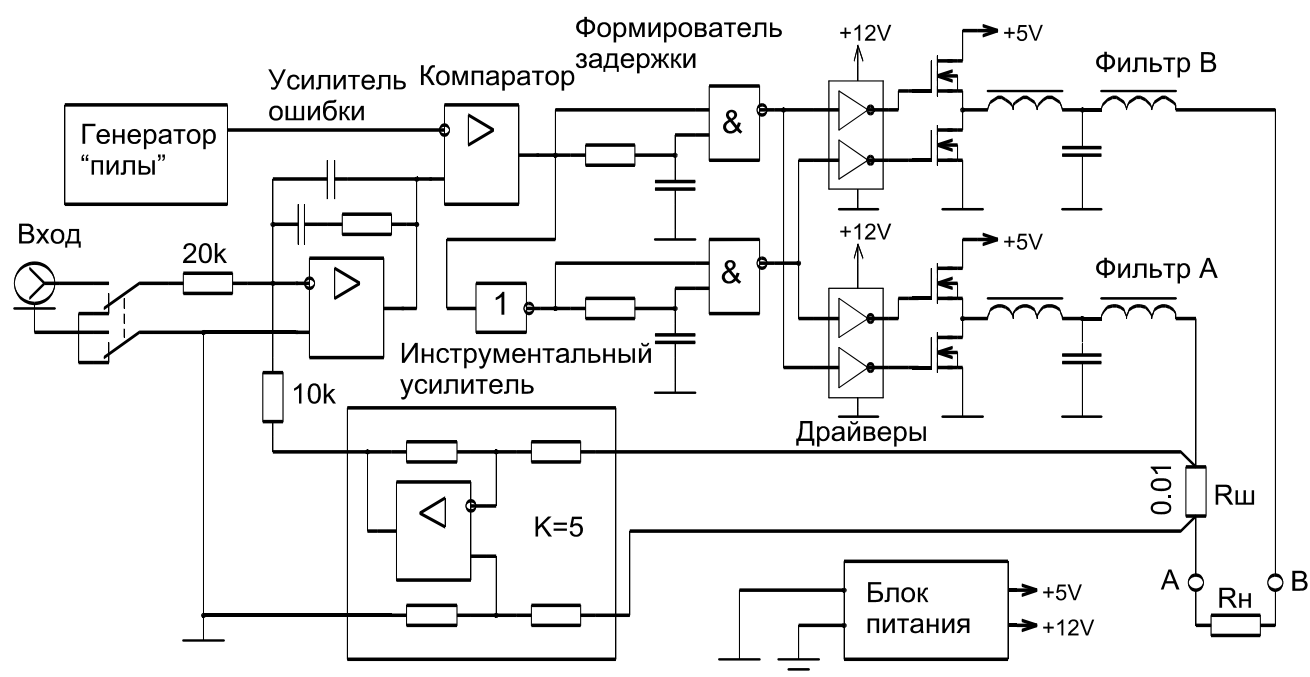 Формирователь
задержки
+12V
+5V
Фильтр В
Усилитель
ошибки
Компаратор
Генератор
“пилы”
&
Вход
20k
+12V
+5V
Фильтр А
&
1
Инструментальный
усилитель
10k
Драйверы
K=5
0.01
Rш
А
В
Rн
Блок
питания
+5V
+12V